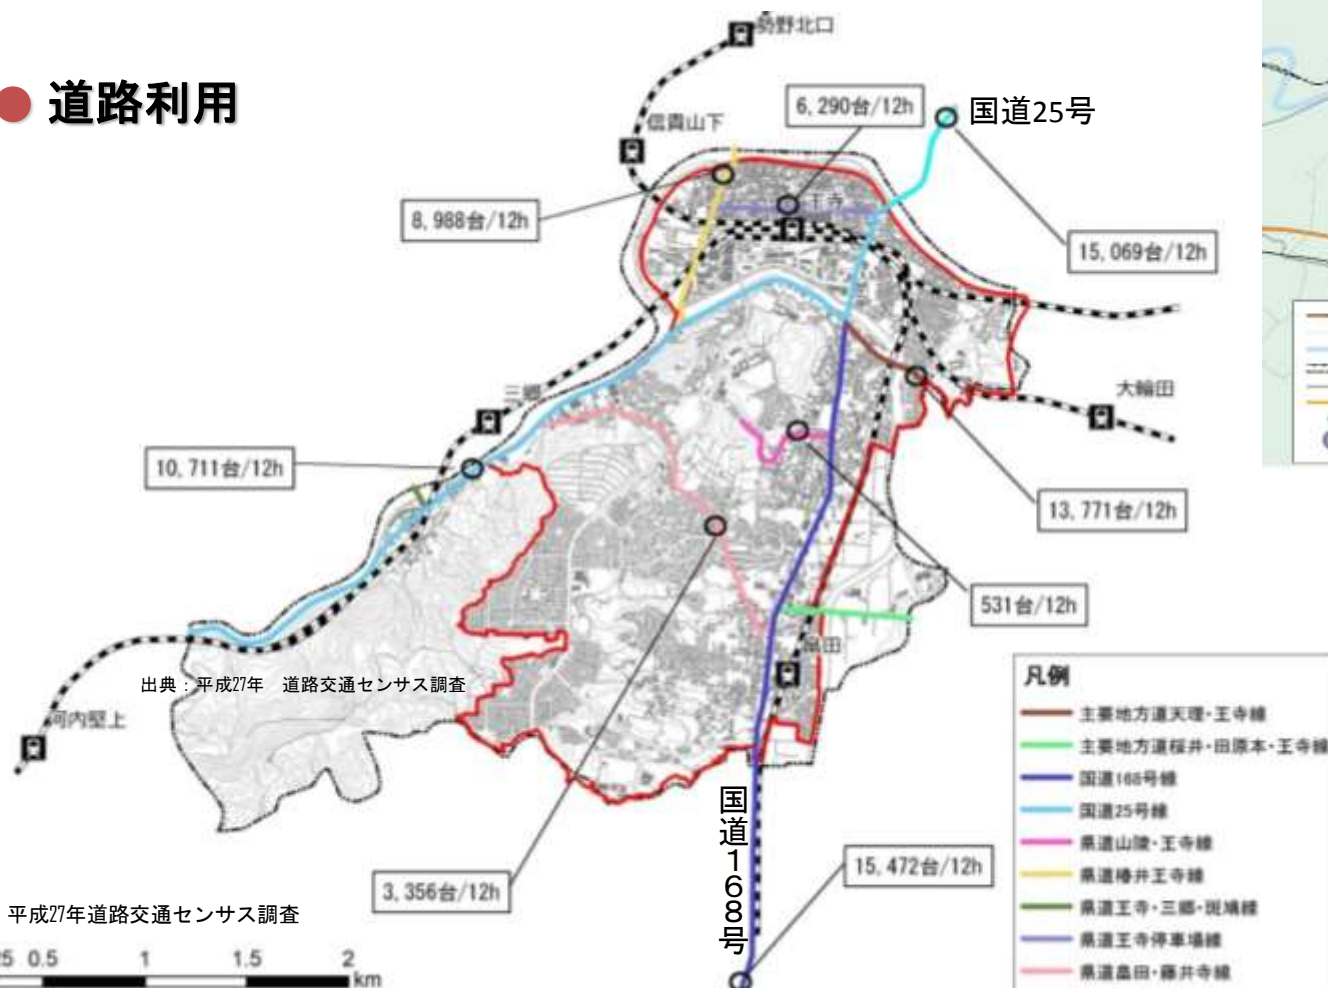 道路利用
勢野北口
信貴山下
6,290台/12h
国道25号
8,988台/12h
王寺
15,069台/12h
三郷
大輪田
10,711台/12h
13,771台/12h
531台/12h
畠田
出典：平成27年 道路交通センサス調査
河内堅上
国道168号
15,472台/12h
3,356台/12h
平成27年道路交通センサス調査
25 0.5 1 1.5 2
km
凡例
主要地方道天理・王寺線
主要地方道桜井・田原本・王寺線
国道168号線
国道25号線
県道山陵・王寺線
県道椿井王寺線
県道王寺・三郷・斑鳩線
県道王寺停車場線
県道畠田・藤井寺線